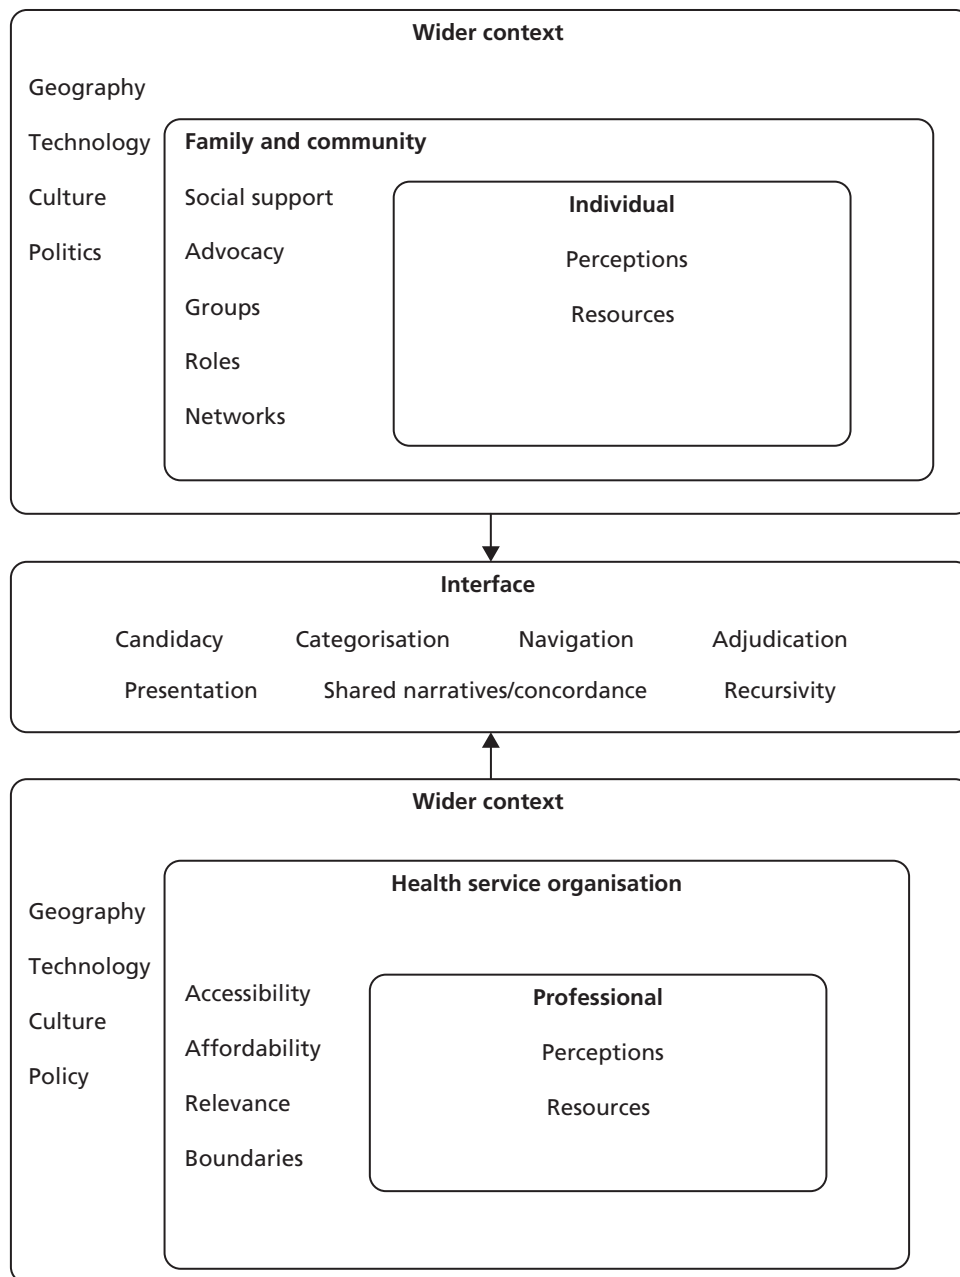 Wider context
Geography
Technology
Culture
Politics
Family and community
Social support
Advocacy
Groups
Roles
Networks
Individual
Perceptions
Resources
Interface
Candidacy Categorisation Navigation Adjudication
Presentation Shared narratives/concordance Recursivity
Wider context
Geography
Technology
Culture
Policy
Health service organisation
Accessibility
Affordability
Relevance
Boundaries
Professional
Perceptions
Resources